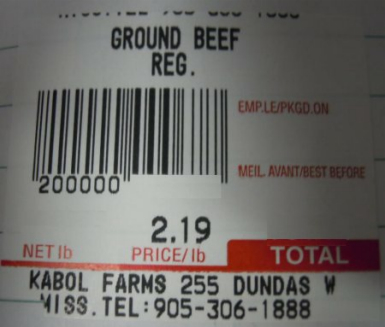 GROUND BEEF
REG.
EMP.LE/PKGD.ON
MEIL. AVANT/BEST BEFORE
200000
2.19
NET lb PRICE/lb TOTAL
KABOL FARMS 255 DUNDAS W
MISS.TEL:905-306-1888